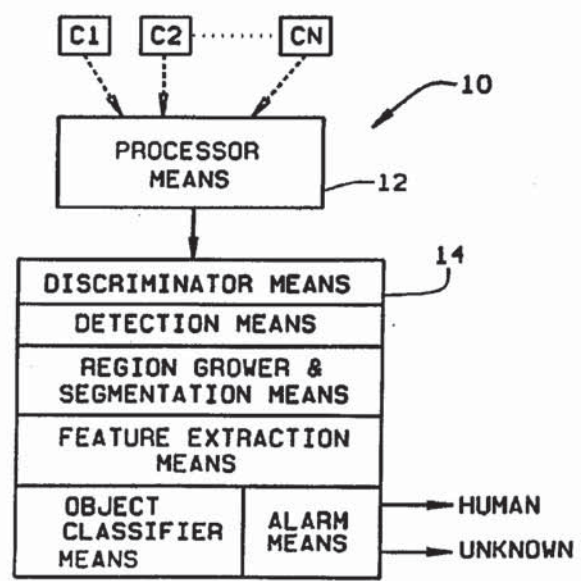 C1 C2 CN
10
PROCESSOR
MEANS
12
14
DISCRIMINATOR MEANS
DETECTION MEANS
REGION GROWER &
SEGMENTATION MEANS
FEATURE EXTRACTION
MEANS
OBJECT
CLASSIFIER
MEANS
ALARM
MEANS
HUMAN
UNKNOWN